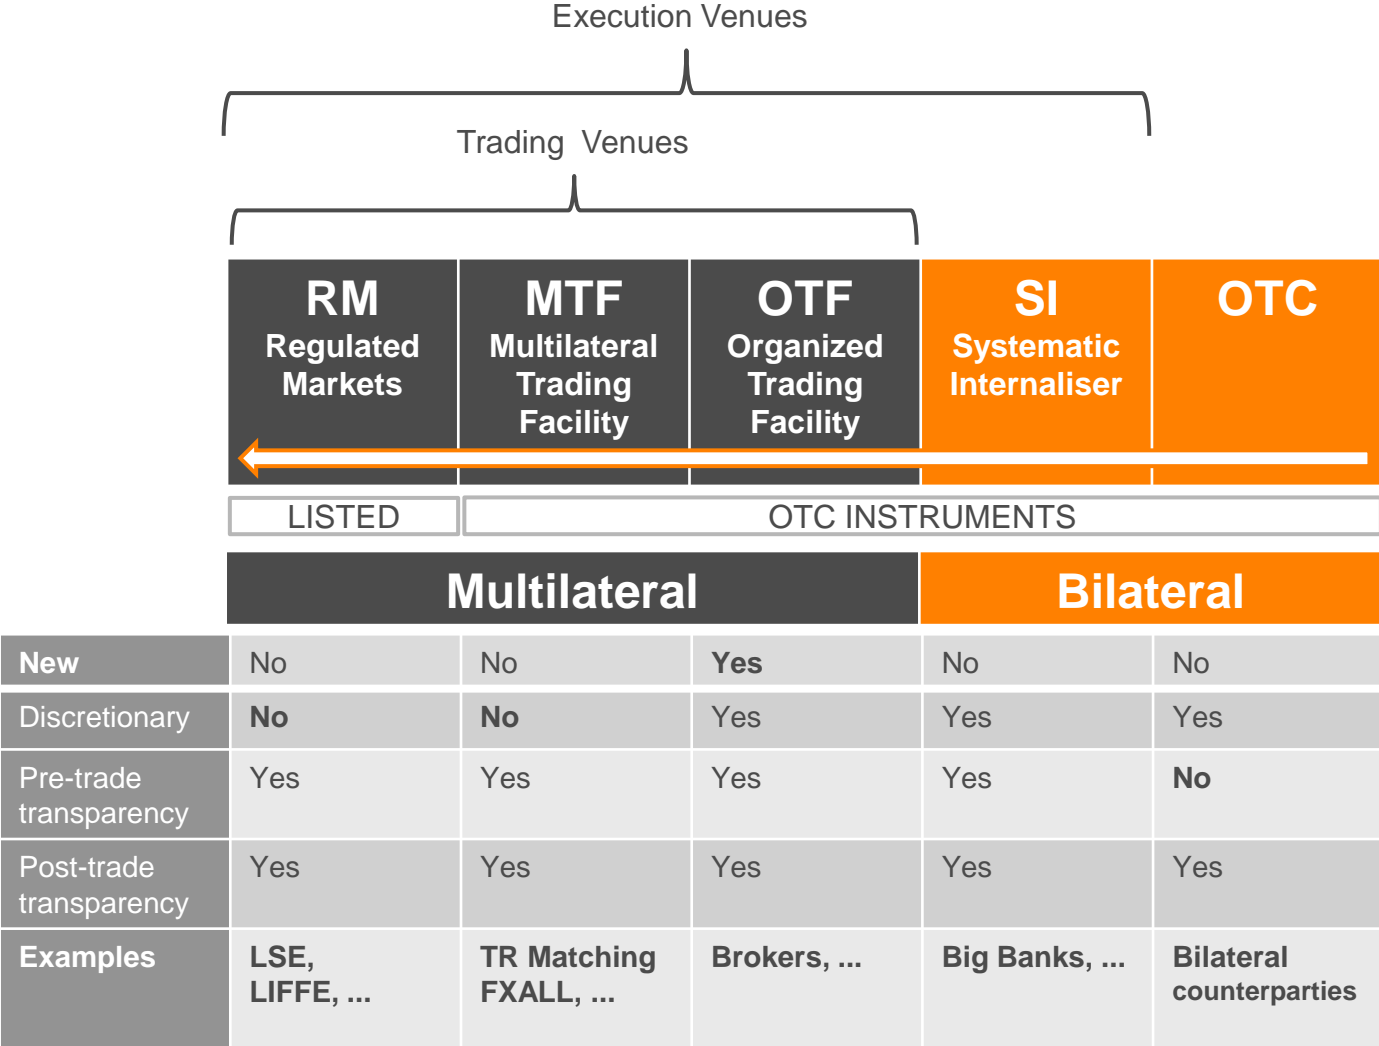 Execution Venues
Trading Venues
RM
Regulated
Markets
MTF
Multilateral
Trading
Facility
OTF
Organized
Trading
Facility
SI
Systematic
Internaliser
OTC
LISTED
OTC INSTRUMENTS
Multilateral
Bilateral
New No No Yes No No
Discretionary No No Yes Yes Yes
Pre-trade
transparency
Yes Yes Yes Yes No
Post-trade
transparency
Yes Yes Yes Yes Yes
Examples
LSE,
LIFFE, ...
TR Matching
FXALL, ...
Brokers, ...
Big Banks, ...
Bilateral
counterparties